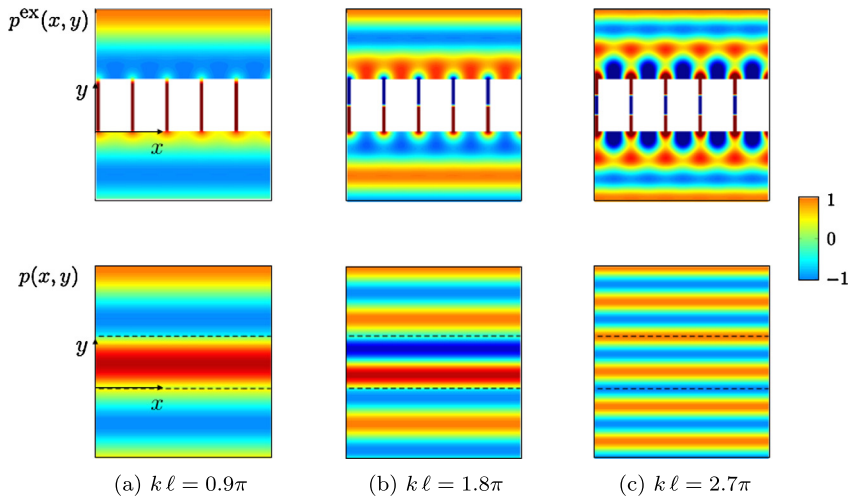 p^ex(x, y)
y
x
1
0
−1
p(x, y)
y
x
(a) k ℓ = 0.9π
(b) k ℓ = 1.8π
(c) k ℓ = 2.7π